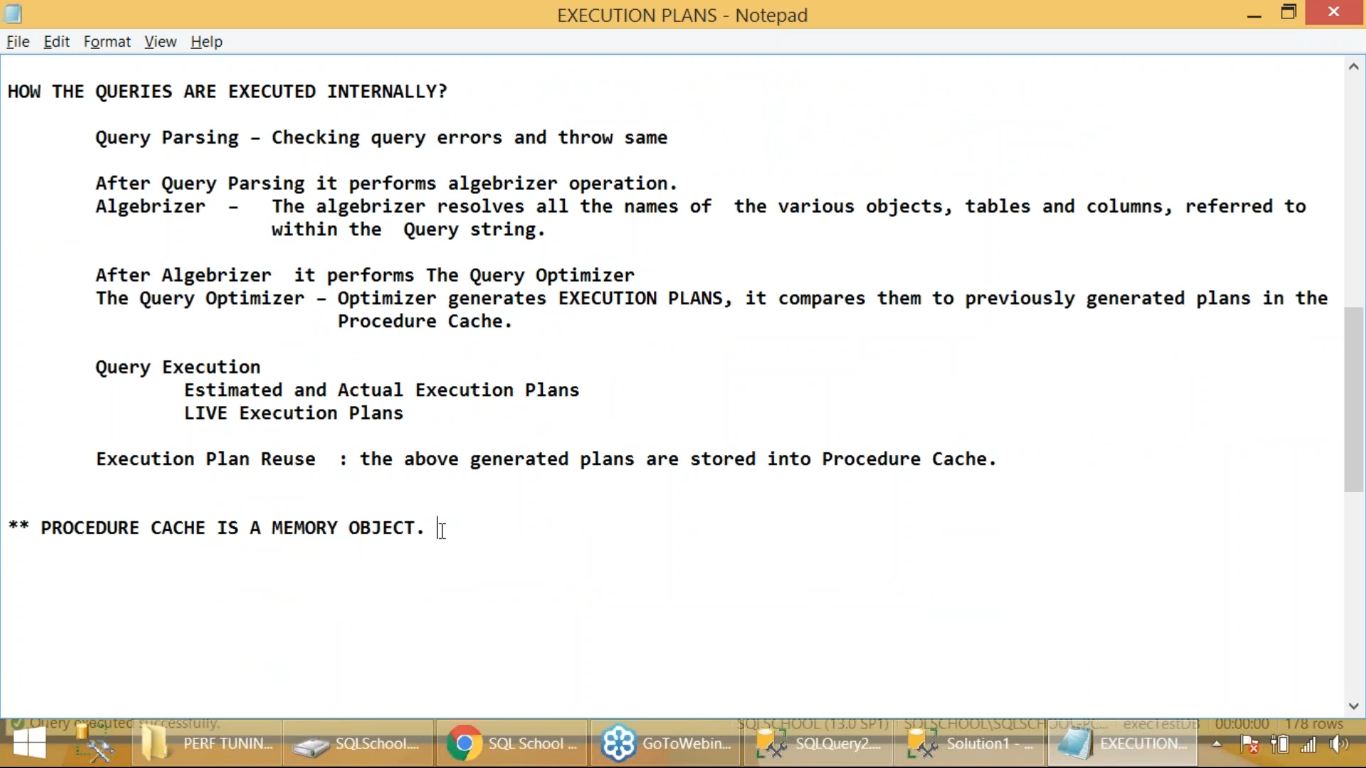 EXECUTION PLANS - Notepad
File Edit Format View Help
HOW THE QUERIES ARE EXECUTED INTERNALLY?
Query Parsing – Checking query errors and throw same
After Query Parsing it performs algebrizer operation.
Algebrizer – The algebrizer resolves all the names of the various objects, tables and columns, referred to
within the Query string.
After Algebrizer it performs The Query Optimizer
The Query Optimizer – Optimizer generates EXECUTION PLANS, it compares them to previously generated plans in the
Procedure Cache.
Query Execution
Estimated and Actual Execution Plans
LIVE Execution Plans
Execution Plan Reuse : the above generated plans are stored into Procedure Cache.
** PROCEDURE CACHE IS A MEMORY OBJECT.
Query executed successfully. SQLSCHOOL (13.0 SP1) execTestDB 00:00:00 178 rows
PERF TUNIN... SQLSchool.... SQL School ... GoToWebin... SQLQuery2.... Solution1 - ... EXECUTION...